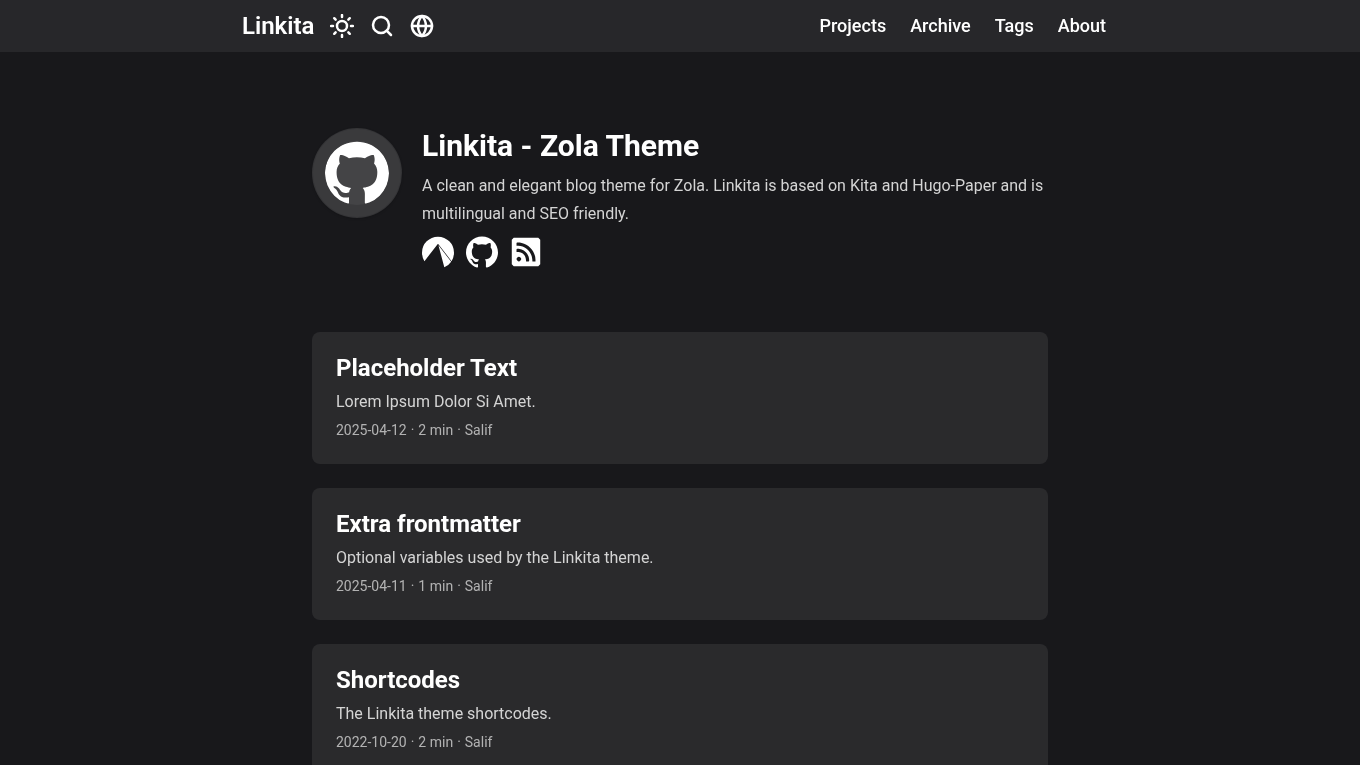 Linkita
Projects
Archive
Tags
About
Linkita - Zola Theme
A clean and elegant blog theme for Zola. Linkita is based on Kita and Hugo-Paper and is
multilingual and SEO friendly.
Placeholder Text
Lorem Ipsum Dolor Si Amet.
2025-04-12 · 2 min · Salif
Extra frontmatter
Optional variables used by the Linkita theme.
2025-04-11 · 1 min · Salif
Shortcodes
The Linkita theme shortcodes.
2022-10-20 · 2 min · Salif